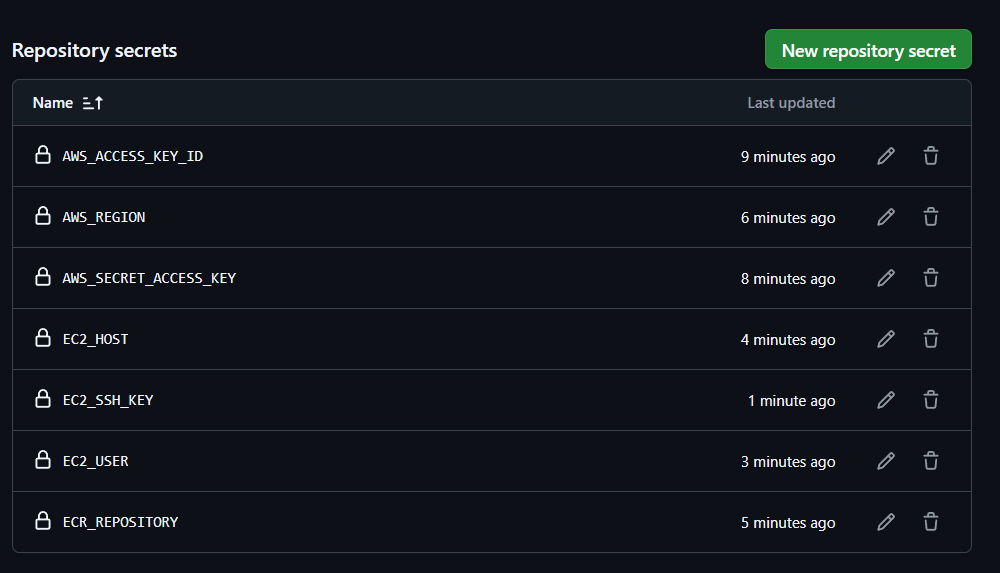 Repository secrets New repository secret
Name Last updated
AWS_ACCESS_KEY_ID 9 minutes ago
AWS_REGION 6 minutes ago
AWS_SECRET_ACCESS_KEY 8 minutes ago
EC2_HOST 4 minutes ago
EC2_SSH_KEY 1 minute ago
EC2_USER 3 minutes ago
ECR_REPOSITORY 5 minutes ago